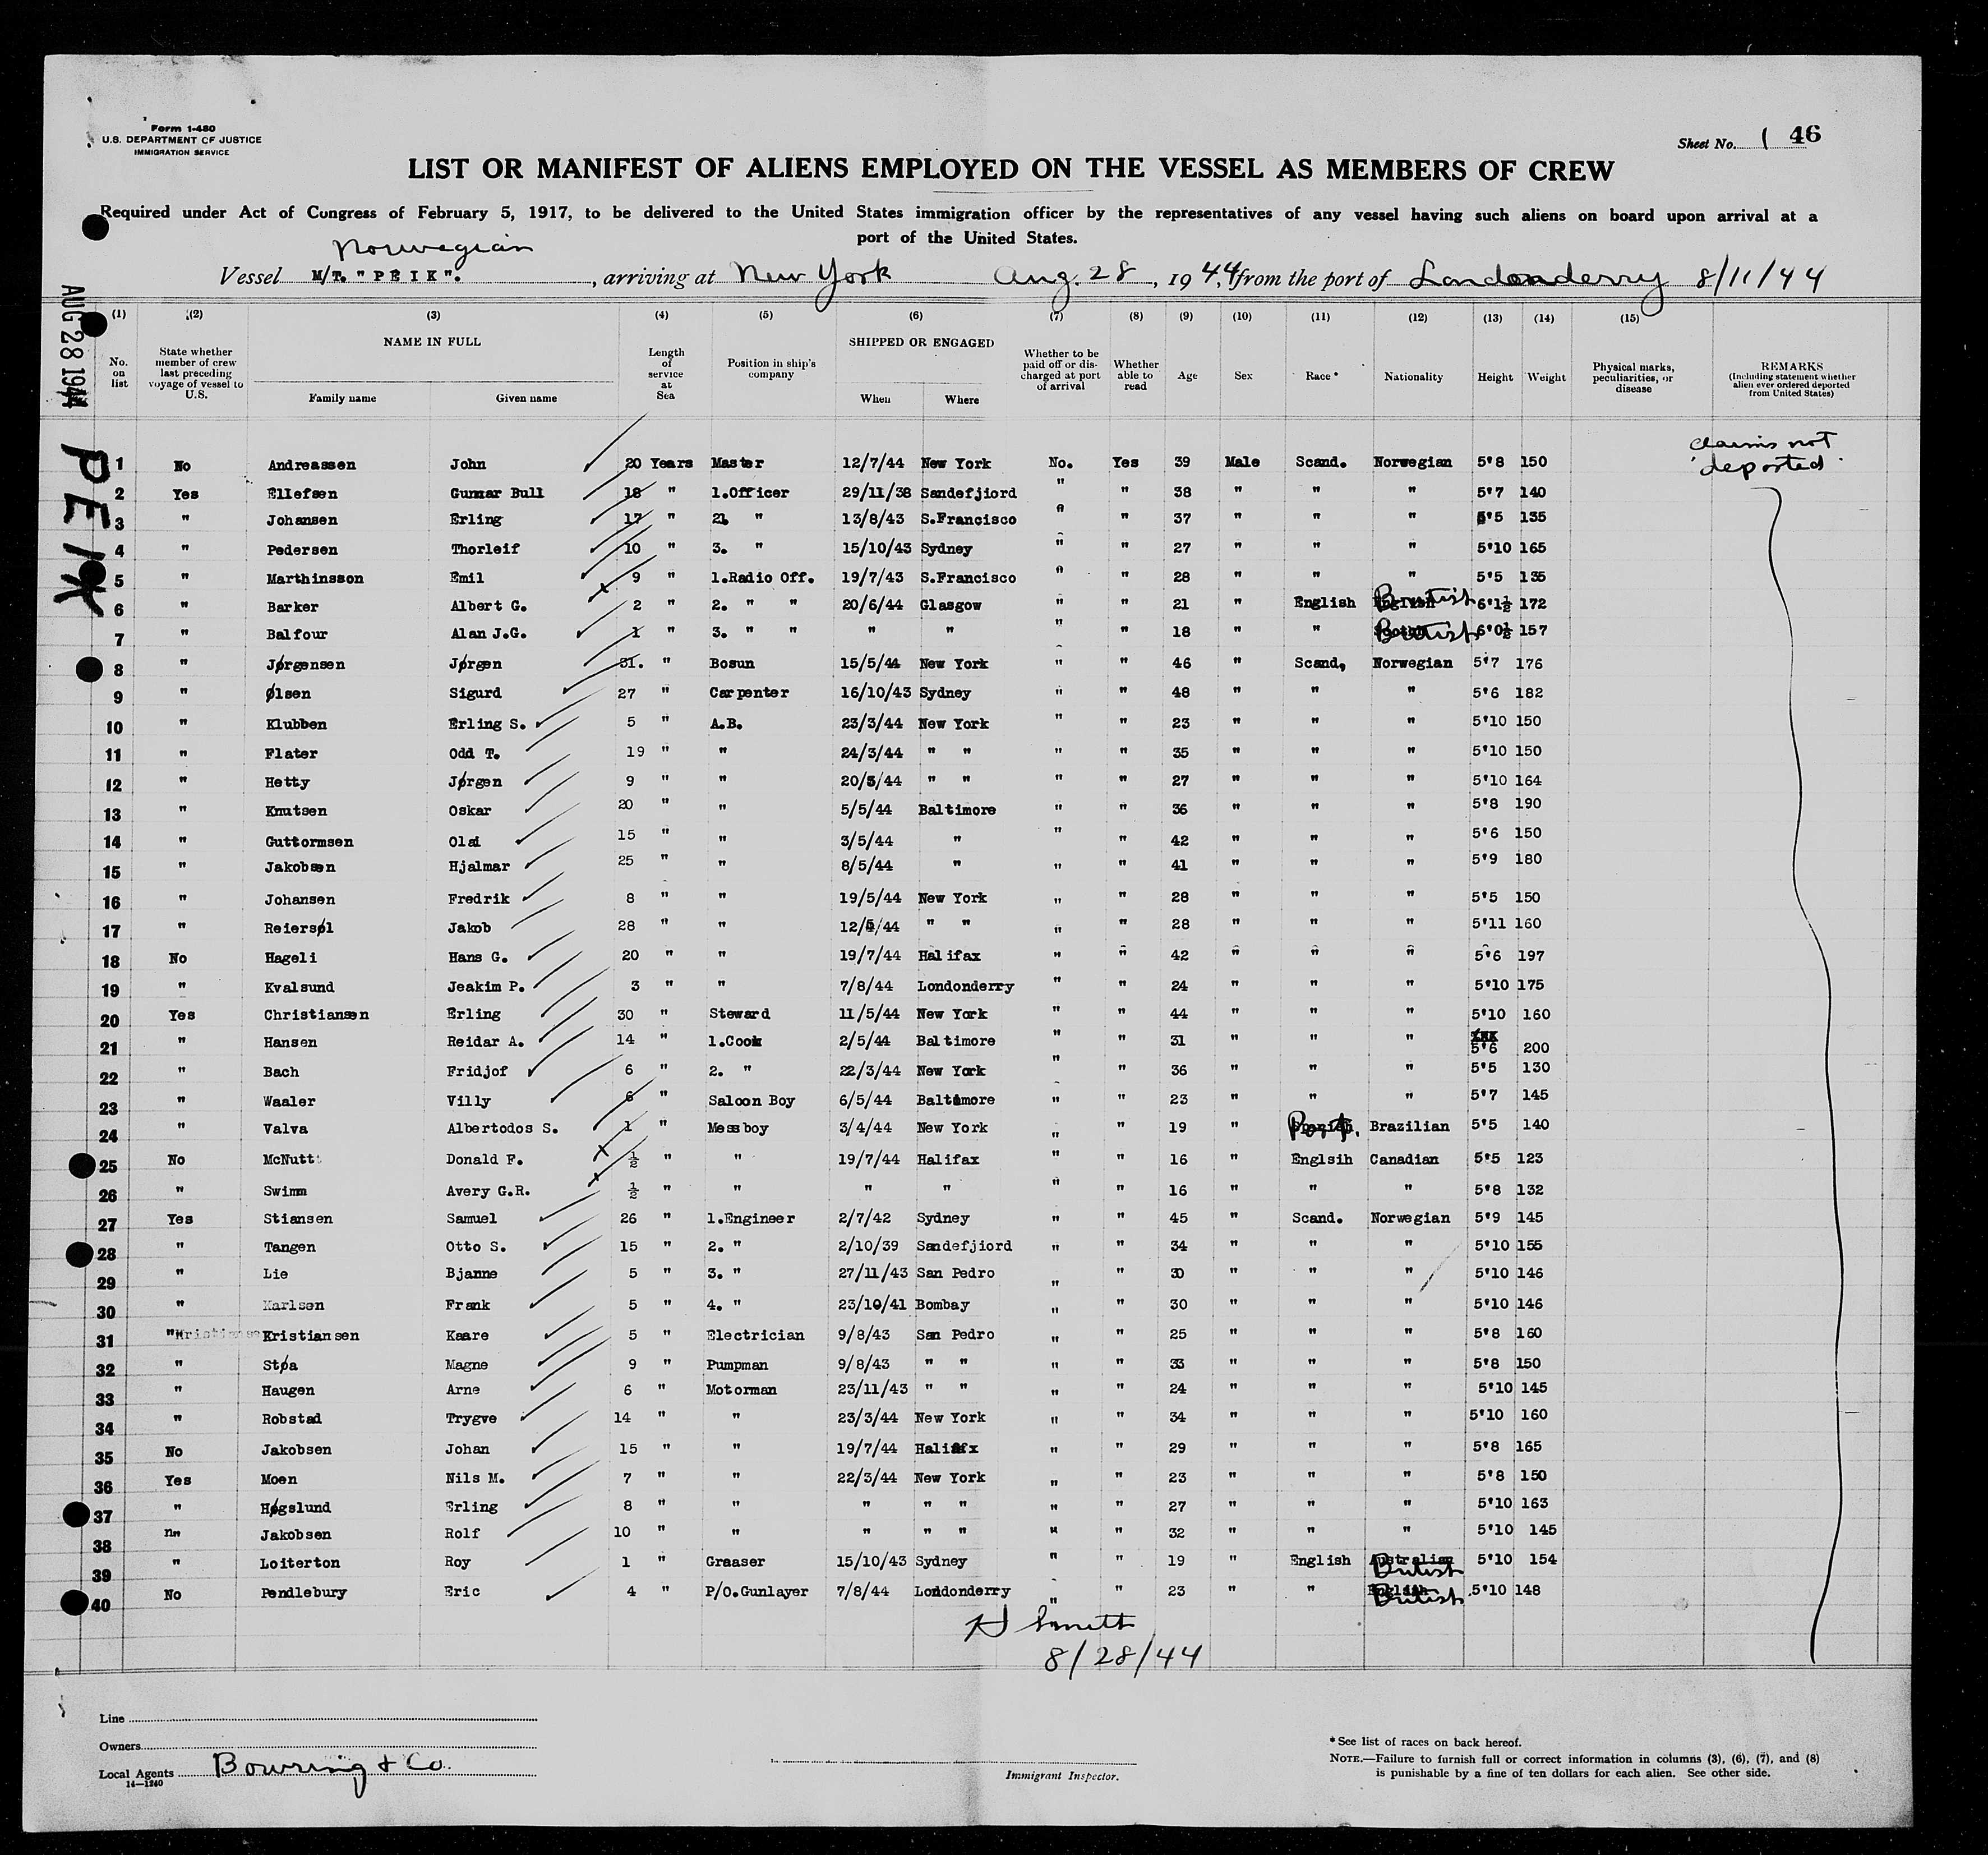 Form 1-480
U.S. DEPARTMENT OF JUSTICE
IMMIGRATION SERVICE
Sheet No. 1 46
LIST OR MANIFEST OF ALIENS EMPLOYED ON THE VESSEL AS MEMBERS OF CREW
Required under Act of Congress of February 5, 1917, to be delivered to the United States immigration officer by the representatives of any vessel having such aliens on board upon arrival at a
port of the United States.
Norwegian
Vessel M/T. "PEIK". , arriving at New York Aug. 28 , 1944, from the port of Londonderry 8/11/44
AUG 28 1944
PEIK
(1) (2) (3) (4) (5) (6) (7) (8) (9) (10) (11) (12) (13) (14) (15)
No. on list State whether member of crew last preceding voyage of vessel to U.S. NAME IN FULL Family name Given name Length of service at Sea Position in ship's company SHIPPED OR ENGAGED When Where Whether to be paid off or discharged at port of arrival Whether able to read Age Sex Race* Nationality Height Weight Physical marks, peculiarities, or disease REMARKS (Including statement whether alien ever ordered deported from United States)
claims not
deported
1 No Andreassen John 20 Years Master 12/7/44 New York No. Yes 39 Male Scand. Norwegian 5'8 150
2 Yes Ellefsen Gunnar Bull 18 " 1.Officer 29/11/38 Sandefjiord " " 38 " " " 5'7 140
3 " Johansen Erling 17 " 2. " 13/8/43 S.Francisco " " 37 " " " 5'5 135
4 " Pedersen Thorleif 10 " 3. " 15/10/43 Sydney " " 27 " " " 5'10 165
5 " Marthinsson Emil 9 " 1.Radio Off. 19/7/43 S.Francisco " " 28 " " " 5'5 135
6 " Barker Albert G. 2 " 2. " " 20/6/44 Glasgow " " 21 " English British 6'1½ 172
7 " Balfour Alan J.G. 1 " 3. " " " " " " 18 " " British 6'0½ 157
8 " Jørgensen Jørgen 31. " Bosun 15/5/44 New York " " 46 " Scand, Norwegian 5'7 176
9 " Ølsen Sigurd 27 " Carpenter 16/10/43 Sydney " " 48 " " " 5'6 182
10 " Klubben Erling S. 5 " A.B. 23/3/44 New York " " 23 " " " 5'10 150
11 " Flater Odd T. 19 " " 24/3/44 " " " " 35 " " " 5'10 150
12 " Hetty Jørgen 9 " " 20/3/44 " " " " 27 " " " 5'10 164
13 " Knutsen Oskar 20 " " 5/5/44 Baltimore " " 36 " " " 5'8 190
14 " Guttormsen Olai 15 " " 3/5/44 " " " 42 " " " 5'6 150
15 " Jakobsen Hjalmar 25 " " 8/5/44 " " " 41 " " " 5'9 180
16 " Johansen Fredrik 8 " " 19/5/44 New York " " 28 " " " 5'5 150
17 " Reiersøl Jakob 28 " " 12/4/44 " " " " 28 " " " 5'11 160
18 No Hageli Hans G. 20 " " 19/7/44 Halifax " " 42 " " " 5'6 197
19 " Kvalsund Jeakim P. 3 " " 7/8/44 Londonderry " " 24 " " " 5'10 175
20 Yes Christiansen Erling 30 " Steward 11/5/44 New York " " 44 " " " 5'10 160
21 " Hansen Reidar A. 14 " 1.Cook 2/5/44 Baltimore " " 31 " " " 5'6 200
22 " Bach Fridjof 6 " 2. " 22/3/44 New York " " 36 " " " 5'5 130
23 " Waaler Villy 6 " Saloon Boy 6/5/44 Baltimore " " 23 " " " 5'7 145
24 " Valva Albertodos S. 1 " Messboy 3/4/44 New York " " 19 " Port. Brazilian 5'5 140
25 No McNutt Donald F. ½ " " 19/7/44 Halifax " " 16 " Englsih Canadian 5'5 123
26 " Swimm Avery G.R. ½ " " " " " " 16 " " " 5'8 132
27 Yes Stiansen Samuel 26 " 1.Engineer 2/7/42 Sydney " " 45 " Scand. Norwegian 5'9 145
28 " Tangen Otto S. 15 " 2. " 2/10/39 Sandefjiord " " 34 " " " 5'10 155
29 " Lie Bjanne 5 " 3. " 27/11/43 San Pedro " " 30 " " " 5'10 146
30 " Karlsen Frank 5 " 4. " 23/10/41 Bombay " " 30 " " " 5'10 146
31 " Kristiansen Kaare 5 " Electrician 9/8/43 San Pedro " " 25 " " " 5'8 160
32 " Støa Magne 9 " Pumpman 9/8/43 " " " " 33 " " " 5'8 150
33 " Haugen Arne 6 " Motorman 23/11/43 " " " " 24 " " " 5'10 145
34 " Robstad Trygve 14 " " 23/3/44 New York " " 34 " " " 5'10 160
35 No Jakobsen Johan 15 " " 19/7/44 Halifax " " 29 " " " 5'8 165
36 Yes Moen Nils M. 7 " " 22/3/44 New York " " 23 " " " 5'8 150
37 " Høgslund Erling 8 " " " " " " " 27 " " " 5'10 163
38 " Jakobsen Rolf 10 " " " " " " " 32 " " " 5'10 145
39 " Loiterton Roy 1 " Graaser 15/10/43 Sydney " " 19 " English Australian British 5'10 154
40 No Pendlebury Eric 4 " P/O.Gunlayer 7/8/44 Londonderry " " 23 " " English British 5'10 148
H Smith
8/28/44
Line
Owners
Local Agents Bowring & Co.
14—1240
Immigrant Inspector.
*See list of races on back hereof.
NOTE.—Failure to furnish full or correct information in columns (3), (6), (7), and (8)
is punishable by a fine of ten dollars for each alien. See other side.